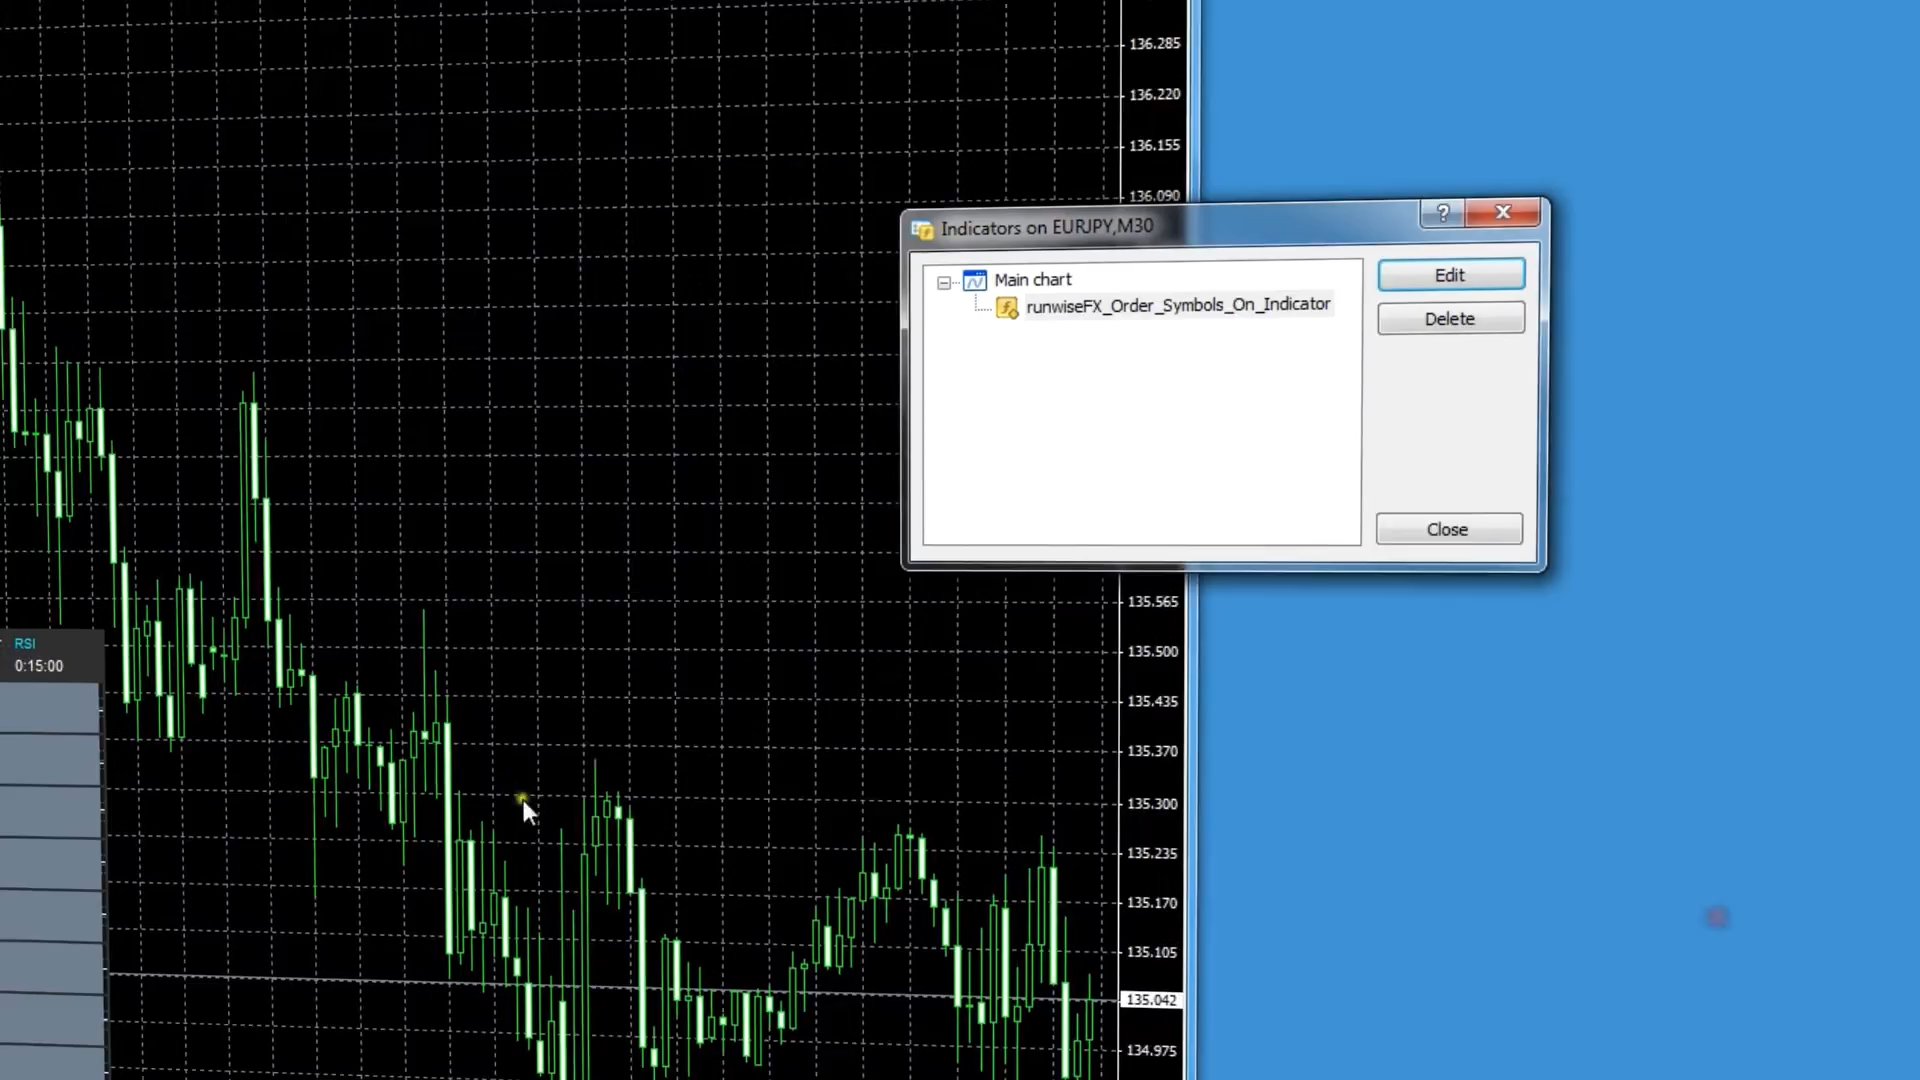 136.285
136.220
136.155
136.090
Indicators on EURJPY,M30
?
Main chart
Edit
runwiseFX_Order_Symbols_On_Indicator
Delete
Close
135.565
RSI
135.500
0:15:00
135.435
135.370
135.300
135.235
135.170
135.105
135.042
134.975